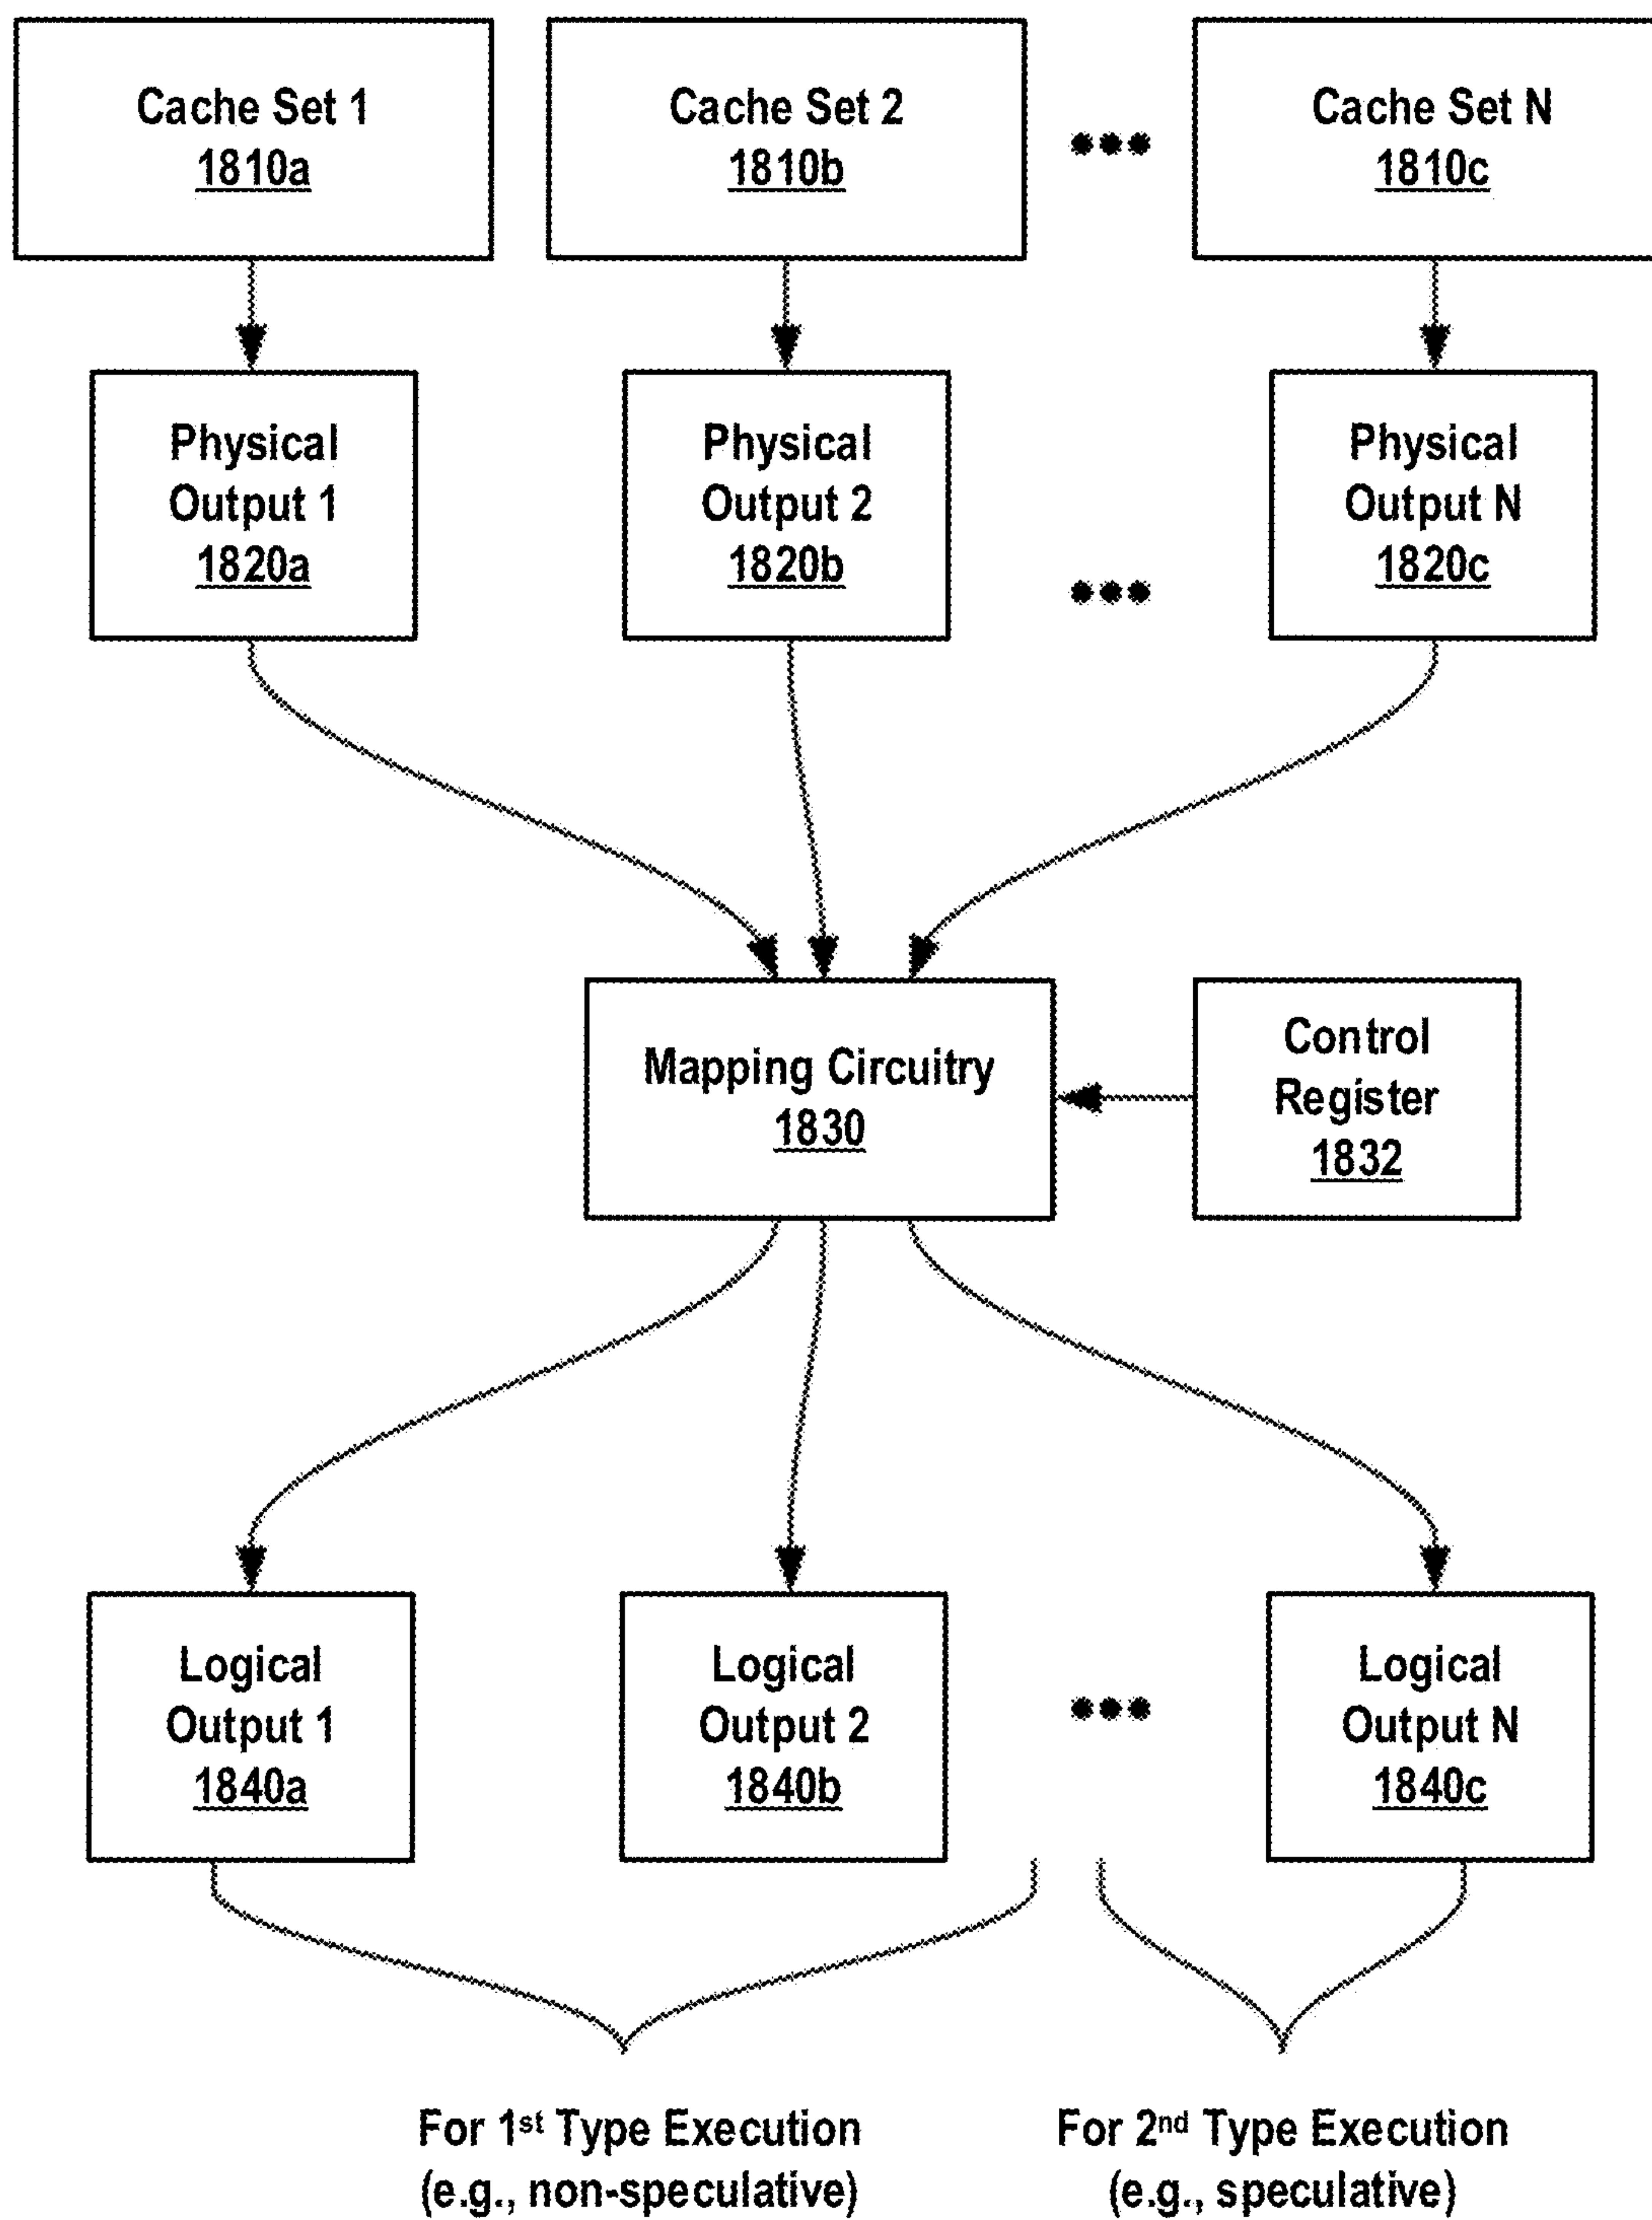 Cache Set 1
1810a
Cache Set 2
1810b
Cache Set N
1810c
Physical
Output 1
1820a
Physical
Output 2
1820b
Physical
Output N
1820c
Mapping Circuitry
1830
Control
Register
1832
Logical
Output 1
1840a
Logical
Output 2
1840b
Logical
Output N
1840c
For 1st Type Execution
(e.g., non-speculative)
For 2nd Type Execution
(e.g., speculative)